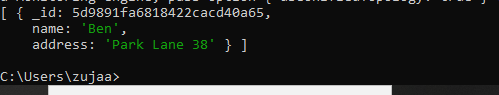 [ { _id: 5d9891fa6818422cacd40a65,
name: 'Ben',
address: 'Park Lane 38' } ]
C:\Users\zujaa>